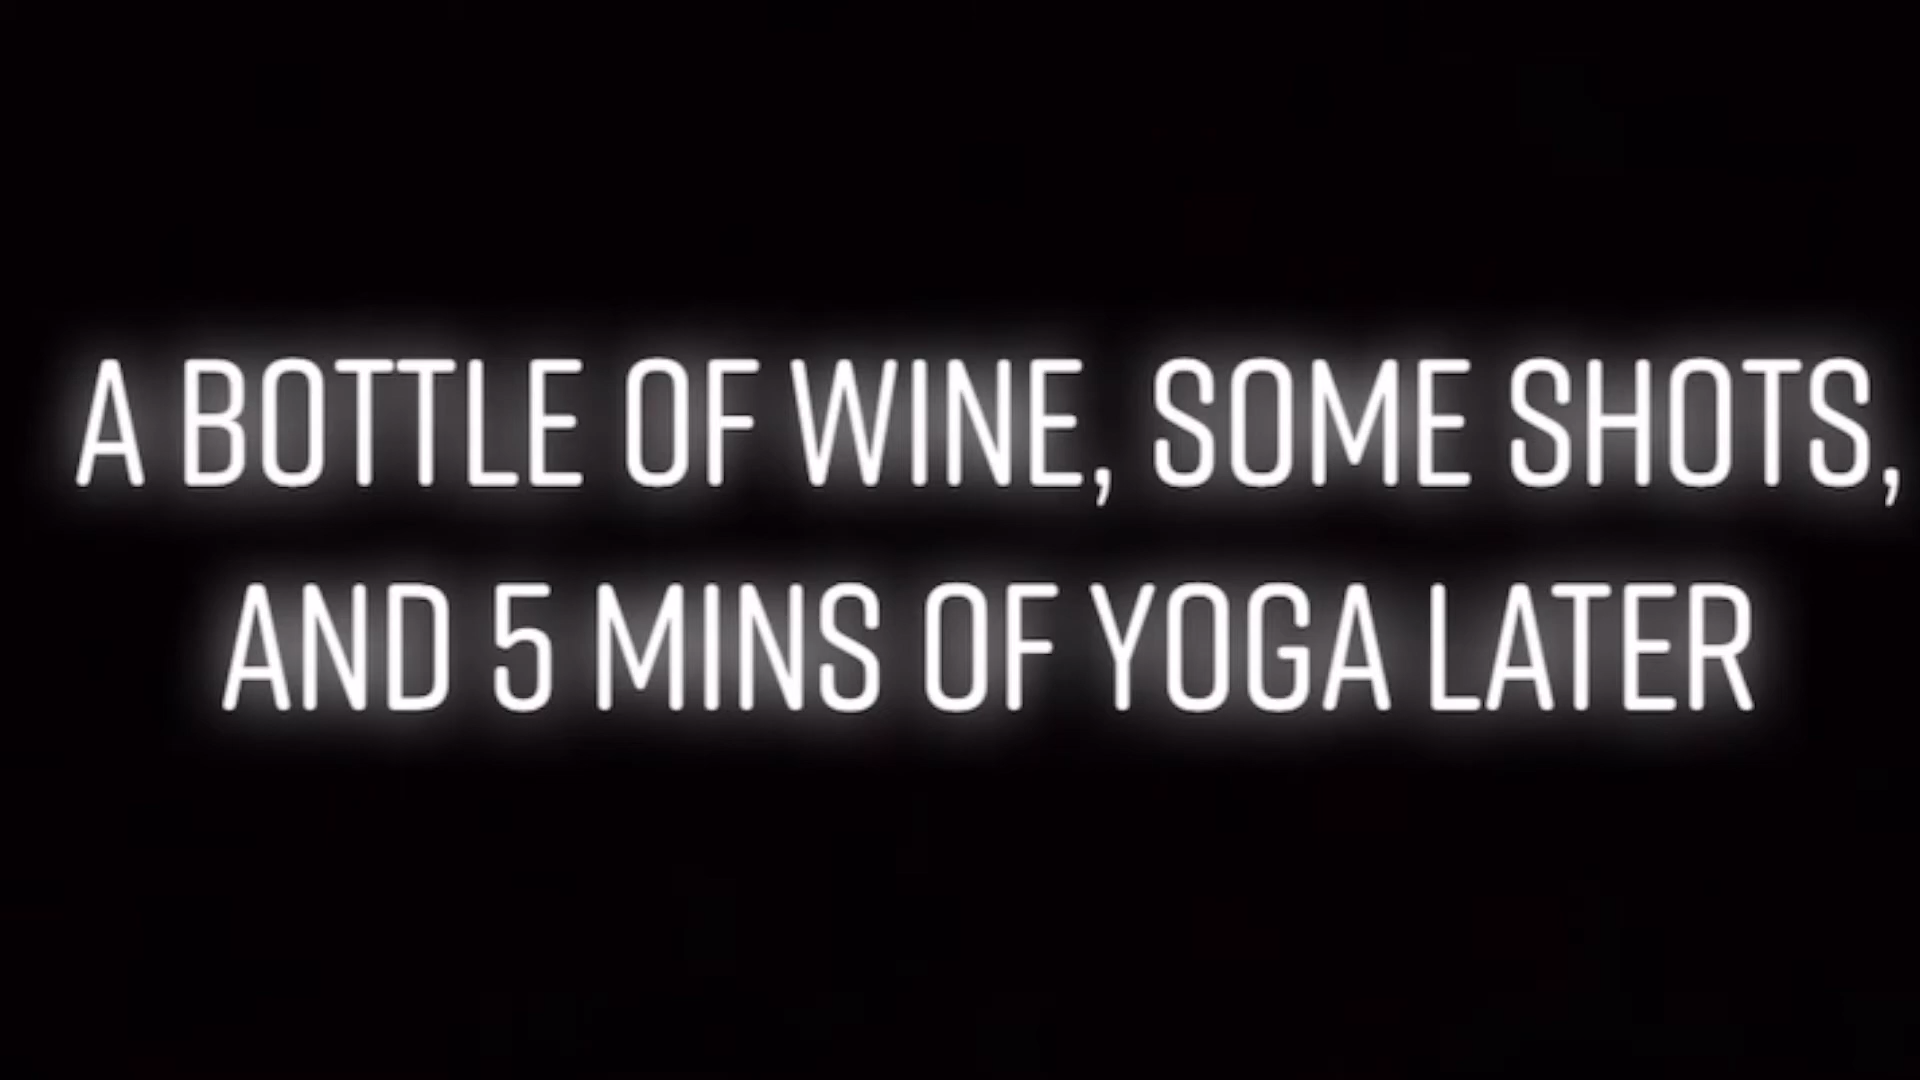 A BOTTLE OF WINE, SOME SHOTS,
AND 5 MINS OF YOGA LATER